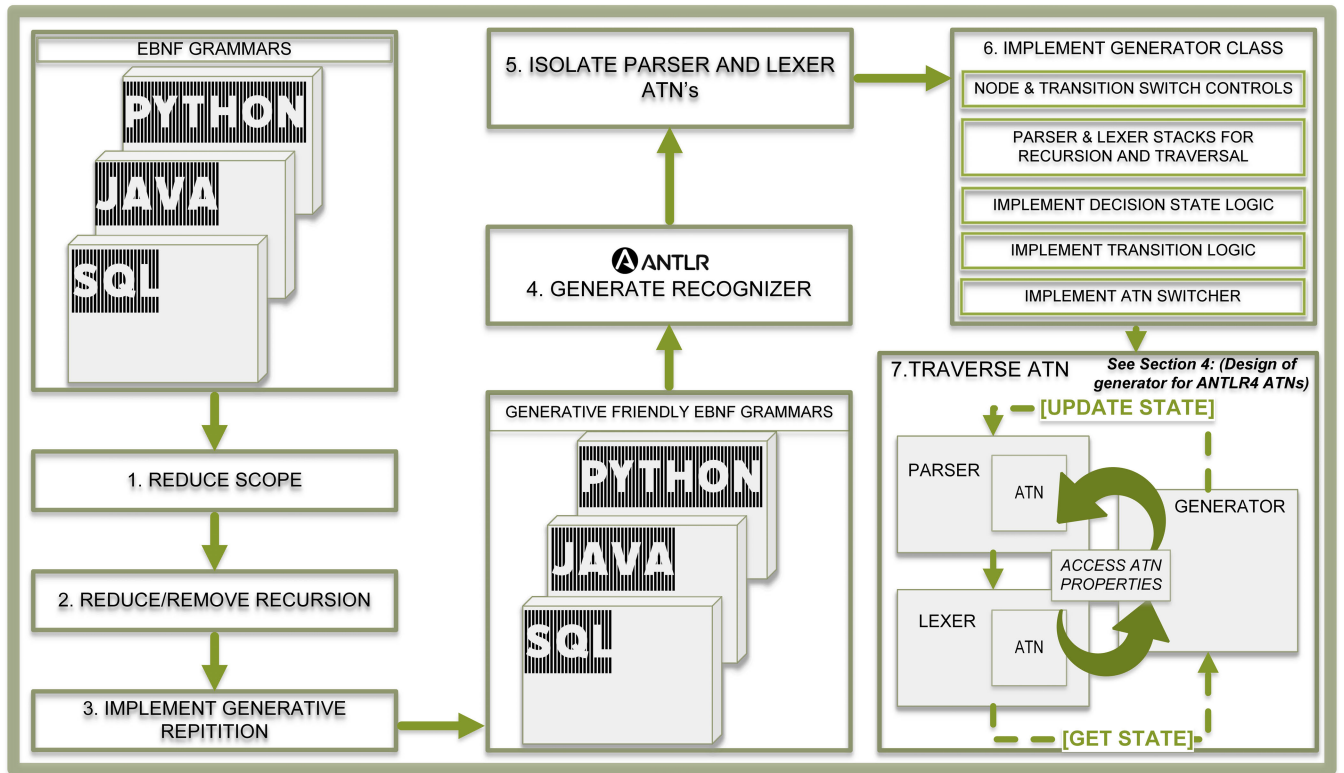 EBNF GRAMMARS
PYTHON
JAVA
SQL
1. REDUCE SCOPE
2. REDUCE/REMOVE RECURSION
3. IMPLEMENT GENERATIVE
REPITITION
GENERATIVE FRIENDLY EBNF GRAMMARS
PYTHON
JAVA
SQL
ANTLR
4. GENERATE RECOGNIZER
5. ISOLATE PARSER AND LEXER
ATN's
6. IMPLEMENT GENERATOR CLASS
NODE & TRANSITION SWITCH CONTROLS
PARSER & LEXER STACKS FOR
RECURSION AND TRAVERSAL
IMPLEMENT DECISION STATE LOGIC
IMPLEMENT TRANSITION LOGIC
IMPLEMENT ATN SWITCHER
7.TRAVERSE ATN
See Section 4: (Design of
generator for ANTLR4 ATNs)
[UPDATE STATE]
PARSER
ATN
GENERATOR
ACCESS ATN
PROPERTIES
LEXER
ATN
[GET STATE]